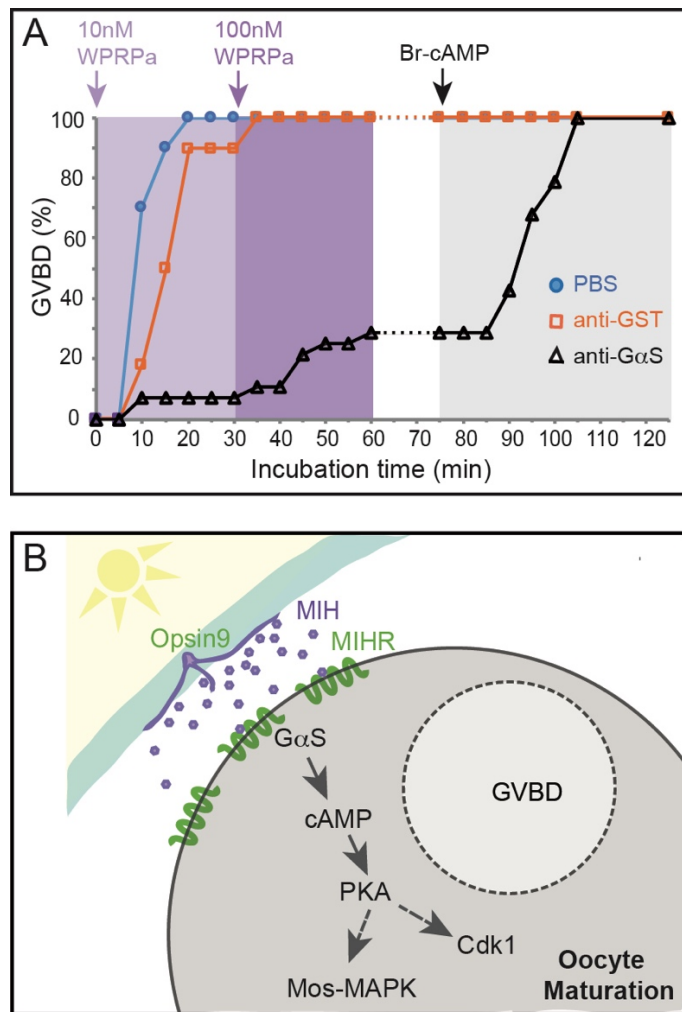 A
10nM
WPRPa
100nM
WPRPa
Br-cAMP
100
80
60
40
20
0
GVBD (%)
PBS
anti-GST
anti-GαS
0 10 20 30 40 50 60 70 80 90 100 110 120
Incubation time (min)
B
MIH
Opsin9
MIHR
GαS
GVBD
cAMP
PKA
Cdk1
Mos-MAPK
Oocyte
Maturation